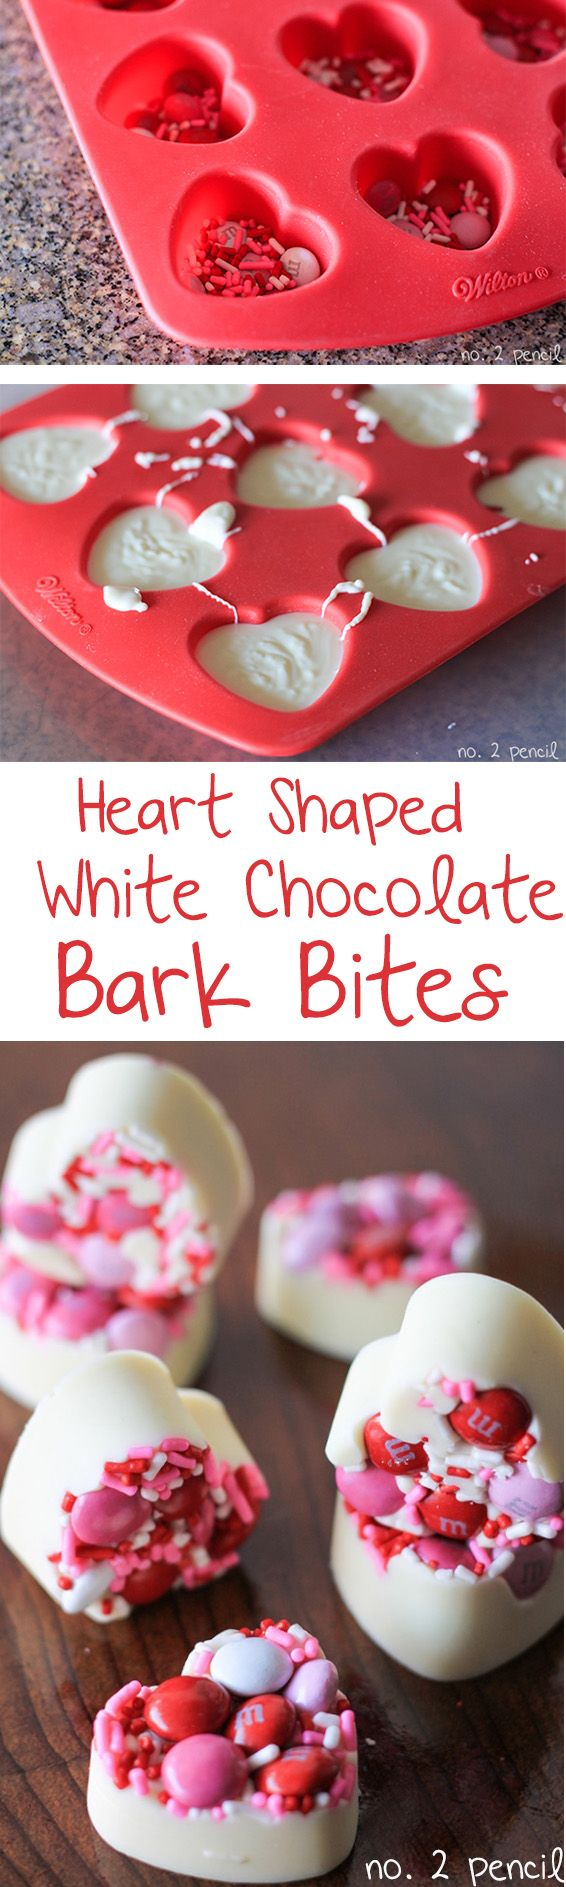 Wilton®
no. 2 pencil
Wilton
no. 2 pencil
Heart Shaped
White Chocolate
Bark Bites
m
m
m
m
m
m
no. 2 pencil